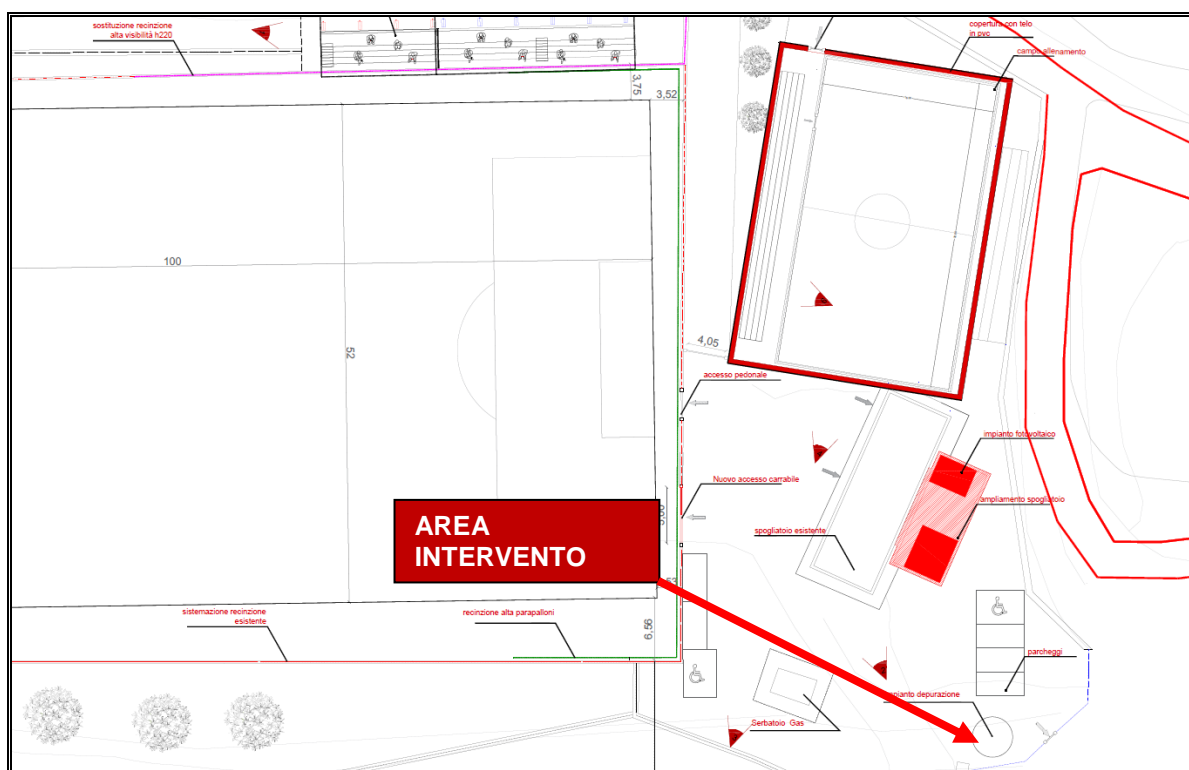 sostituzione recinzione
alta visibilità h220
copertura con telo
in pvc
campo allenamento
3,75
3,52
100
52
4,05
accesso pedonale
impianto fotovoltaico
Nuovo accesso carrabile
ampliamento spogliatoio
spogliatoio esistente
AREA
INTERVENTO
sistemazione recinzione
esistente
recinzione alta parapalloni
6,56
parcheggi
depurazione
Serbatoio Gas